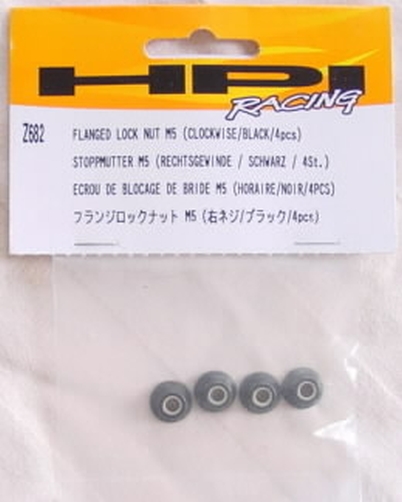 HPI
RACING
Z682
FLANGED LOCK NUT M5 (CLOCKWISE/BLACK/4pcs)
STOPPMUTTER M5 (RECHTSGEWINDE / SCHWARZ / 4St.)
ECROU DE BLOCAGE DE BRIDE M5 (HORAIRE/NOIR/4PCS)
フランジロックナット M5 (右ネジ/ブラック/4pcs)